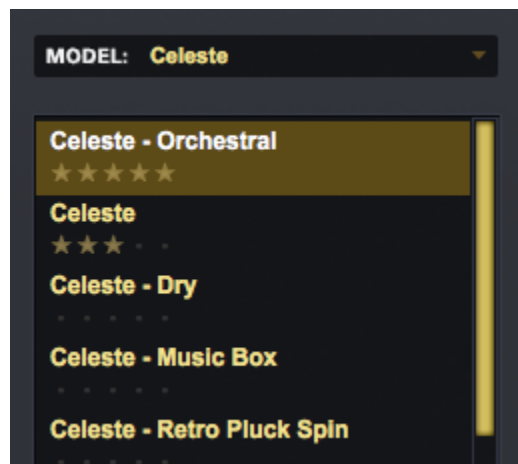 MODEL: Celeste
Celeste - Orchestral
Celeste
Celeste - Dry
Celeste - Music Box
Celeste - Retro Pluck Spin